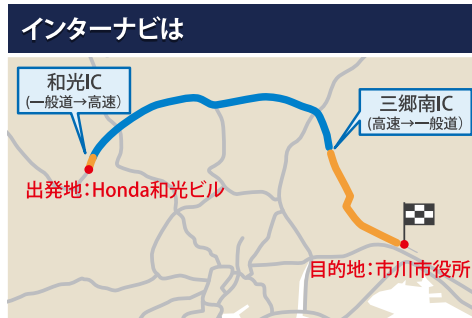 インターナビは
和光IC
(一般道→高速)
三郷南IC
(高速→一般道)
出発地：Honda和光ビル
目的地：市川市役所